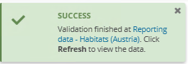 SUCCESS
Validation finished at Reporting
data - Habitats (Austria). Click
Refresh to view the data.